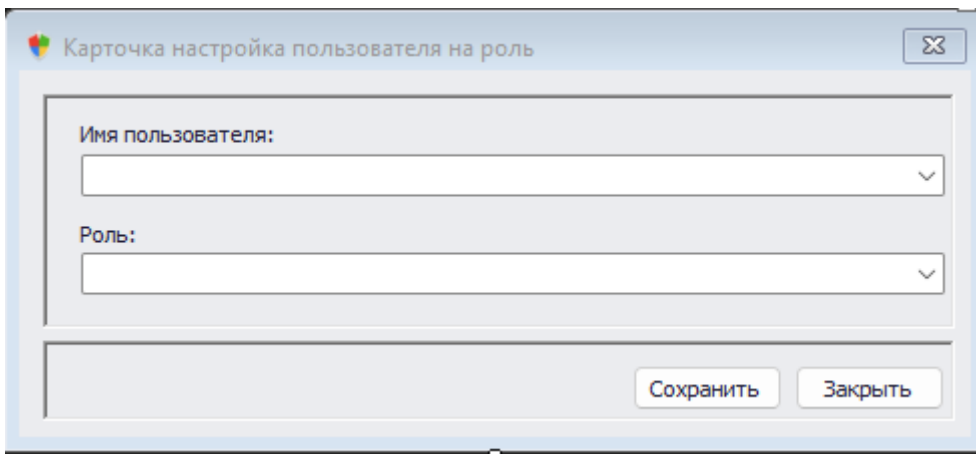 Карточка настройка пользователя на роль
Имя пользователя:
Роль:
Сохранить Закрыть